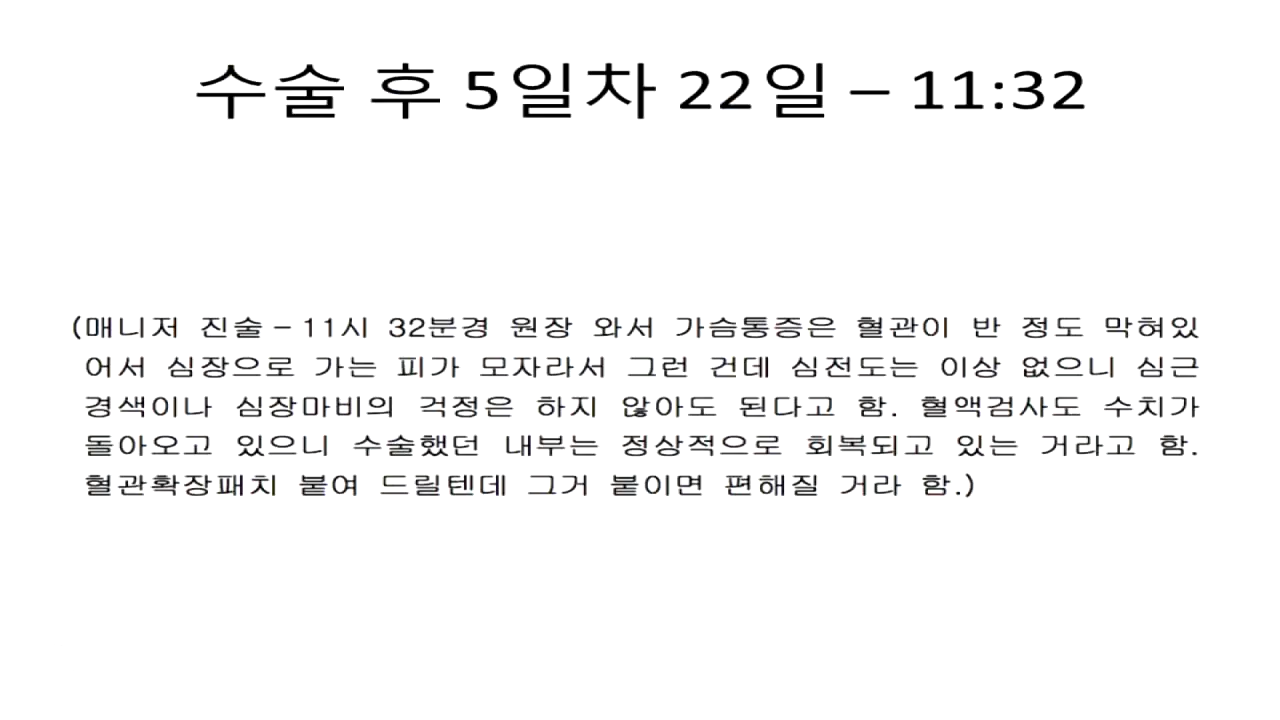 수술 후 5일차 22일 – 11:32
(매니저 진술 – 11시 32분경 원장 와서 가슴통증은 혈관이 반 정도 막혀있
어서 심장으로 가는 피가 모자라서 그런 건데 심전도는 이상 없으니 심근
경색이나 심장마비의 걱정은 하지 않아도 된다고 함. 혈액검사도 수치가
돌아오고 있으니 수술했던 내부는 정상적으로 회복되고 있는 거라고 함.
혈관확장패치 붙여 드릴텐데 그거 붙이면 편해질 거라 함.)